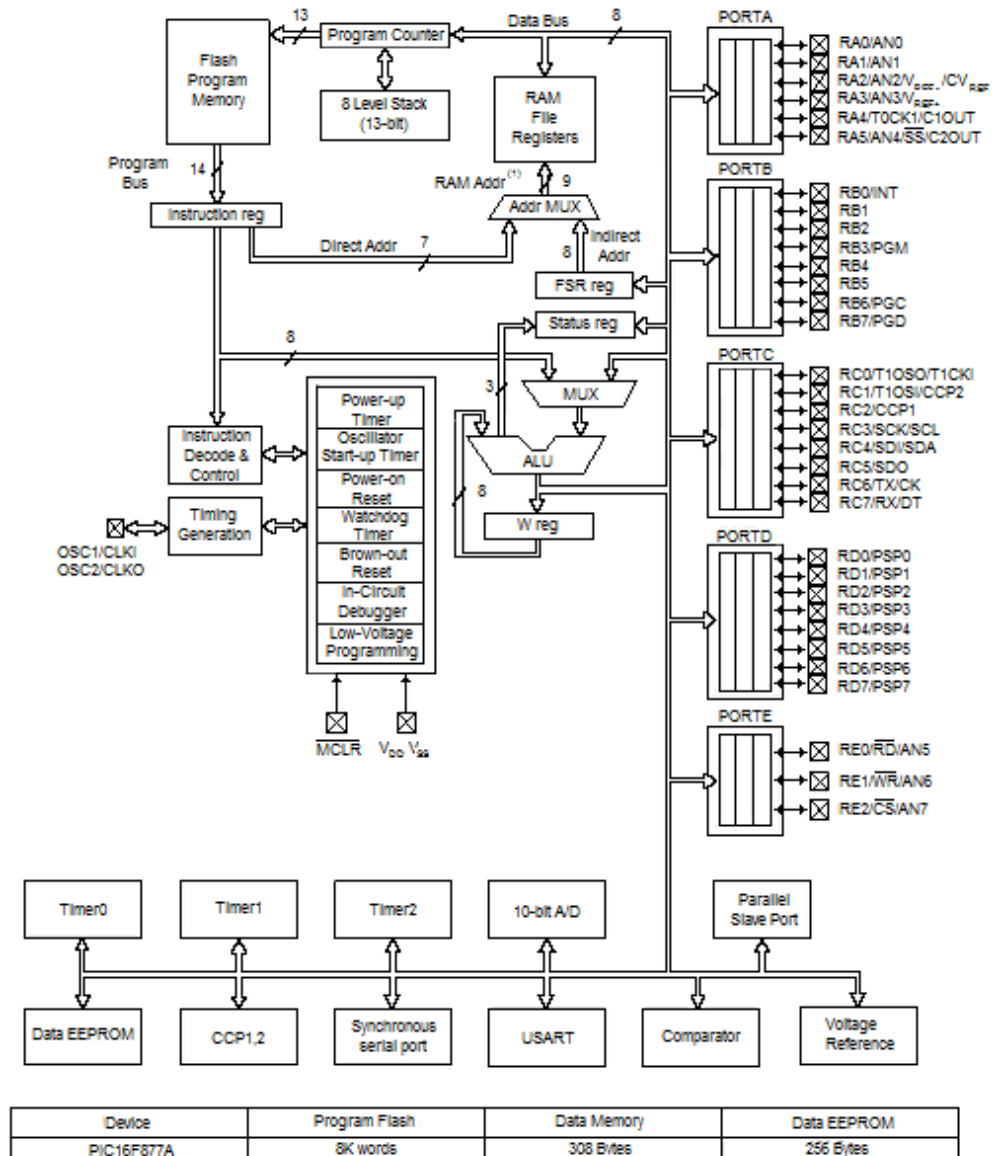 13
Data Bus
8
Flash
Program
Memory
Program Counter
8 Level Stack
(13-bit)
RAM
File
Registers
Program
Bus
14
RAM Addr(1)
9
Addr MUX
Instruction reg
Direct Addr
7
8
Indirect
Addr
FSR reg
Status reg
8
3
MUX
Power-up
Timer
Oscillator
Start-up Timer
Power-on
Reset
Watchdog
Timer
Brown-out
Reset
In-Circuit
Debugger
Low-Voltage
Programming
Instruction
Decode &
Control
Timing
Generation
OSC1/CLKI
OSC2/CLKO
ALU
8
W reg
MCLR
VDD VSS
PORTA
RA0/AN0
RA1/AN1
RA2/AN2/ /CVREF
RA3/AN3/VREF+
RA4/T0CK1/C1OUT
RA5/AN4/SS/C2OUT
PORTB
RB0/INT
RB1
RB2
RB3/PGM
RB4
RB5
RB6/PGC
RB7/PGD
PORTC
RC0/T1OSO/T1CKI
RC1/T1OSI/CCP2
RC2/CCP1
RC3/SCK/SCL
RC4/SDI/SDA
RC5/SDO
RC6/TX/CK
RC7/RX/DT
PORTD
RD0/PSP0
RD1/PSP1
RD2/PSP2
RD3/PSP3
RD4/PSP4
RD5/PSP5
RD6/PSP6
RD7/PSP7
PORTE
RE0/RD/AN5
RE1/WR/AN6
RE2/CS/AN7
Timer0
Timer1
Timer2
10-bit A/D
Parallel
Slave Port
Data EEPROM
CCP1,2
Synchronous
serial port
USART
Comparator
Voltage
Reference
Device Program Flash Data Memory Data EEPROM
PIC16F877A 8K words 308 Bytes 256 Bytes